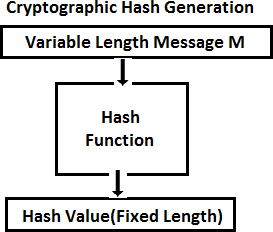 Cryptographic Hash Generation
Variable Length Message M
Hash
Function
Hash Value(Fixed Length)